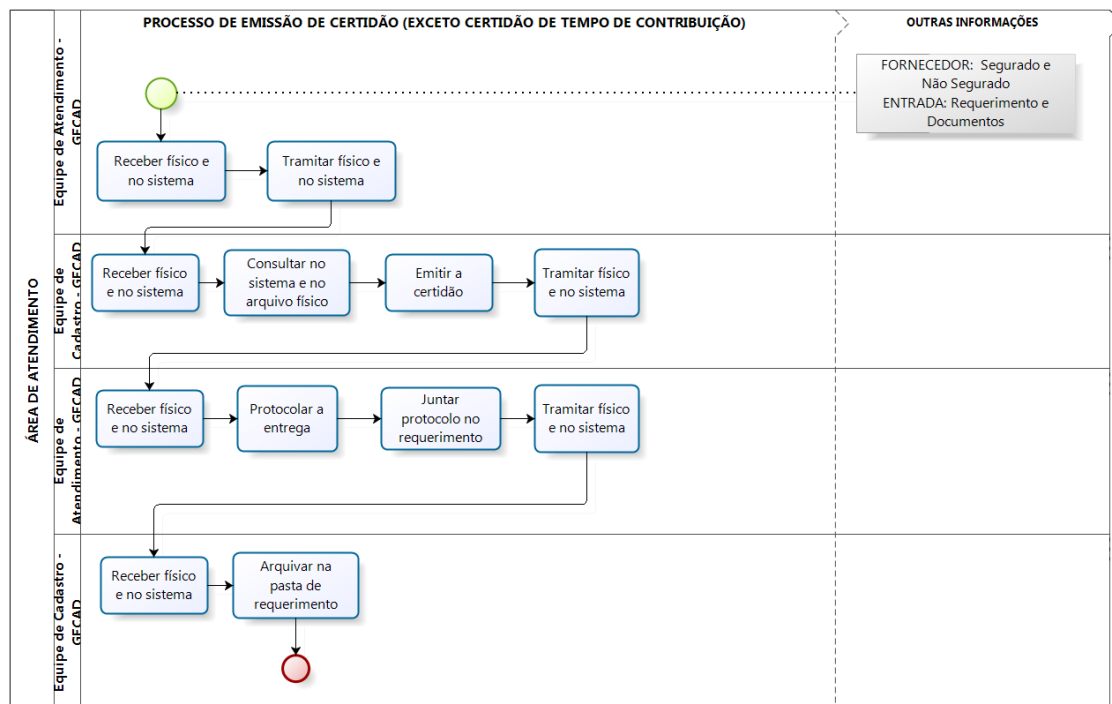 PROCESSO DE EMISSÃO DE CERTIDÃO (EXCETO CERTIDÃO DE TEMPO DE CONTRIBUIÇÃO)
OUTRAS INFORMAÇÕES
ÁREA DE ATENDIMENTO
Equipe de Atendimento -
GECAD
FORNECEDOR: Segurado e
Não Segurado
ENTRADA: Requerimento e
Documentos
Receber físico e
no sistema
Tramitar físico e
no sistema
Equipe de
Cadastro - GECAD
Receber físico
e no sistema
Consultar no
sistema e no
arquivo físico
Emitir a
certidão
Tramitar físico
e no sistema
Equipe de
Atendimento - GECAD
Receber físico
e no sistema
Protocolar a
entrega
Juntar
protocolo no
requerimento
Tramitar físico
e no sistema
Equipe de Cadastro -
GECAD
Receber físico
e no sistema
Arquivar na
pasta de
requerimento